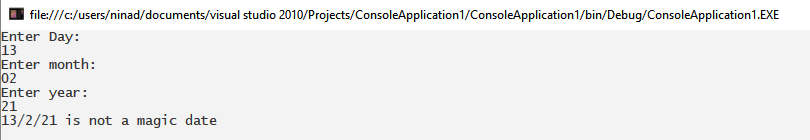 file:///c:/users/ninad/documents/visual studio 2010/Projects/ConsoleApplication1/ConsoleApplication1/bin/Debug/ConsoleApplication1.EXE
Enter Day:
13
Enter month:
02
Enter year:
21
13/2/21 is not a magic date